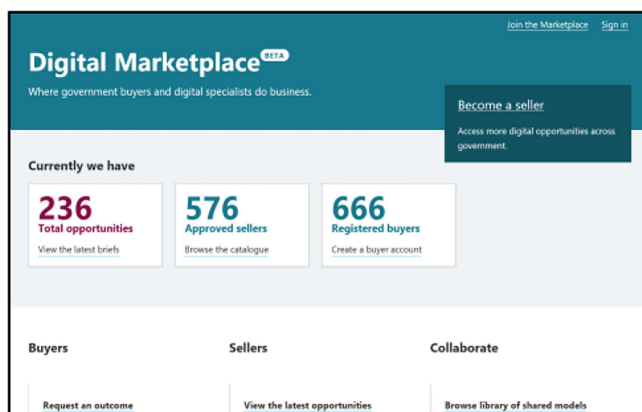 Join the Marketplace Sign in
Digital Marketplace BETA
Where government buyers and digital specialists do business.
Become a seller
Access more digital opportunities across
government.
Currently we have
236
Total opportunities
View the latest briefs
576
Approved sellers
Browse the catalogue
666
Registered buyers
Create a buyer account
Buyers
Request an outcome
Sellers
View the latest opportunities
Collaborate
Browse library of shared models